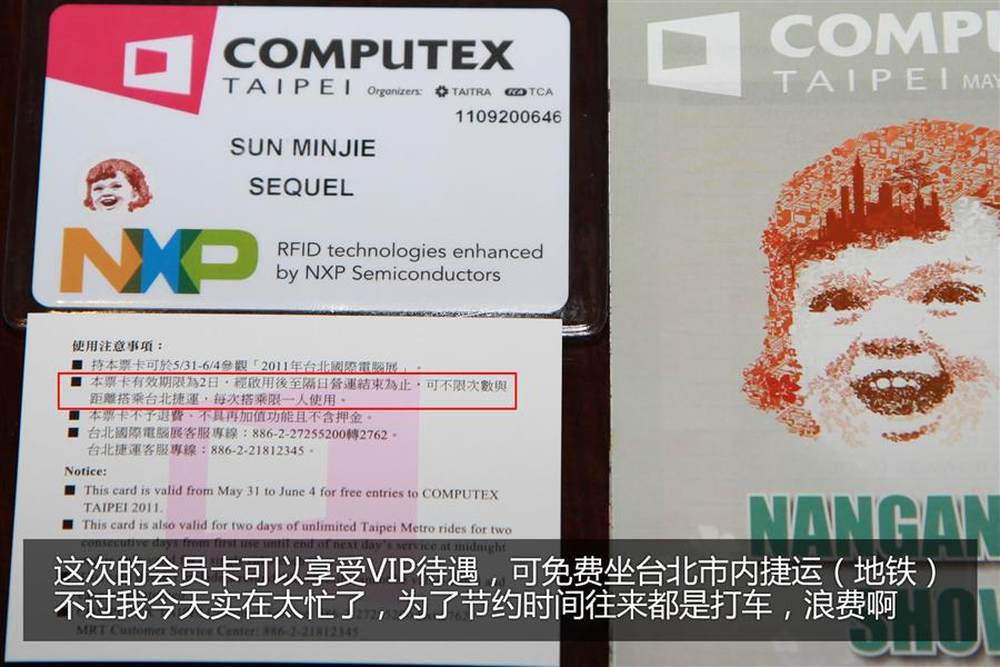 COMPUTEX
TAIPEI Organizers: TAITRA TCA
1109200646
SUN MINJIE
SEQUEL
NXP
RFID technologies enhanced
by NXP Semiconductors
COMPU
TAIPEI MAY
使用注意事項：
■ 持本票卡可於5/31-6/4參觀「2011年台北國際電腦展」。
■ 本票卡有效期限為2日，經啟用後至隔日營運結束為止，可不限次數與
距離搭乘台北捷運，每次搭乘限一人使用。
■ 本票卡不予退費、不具再加值功能且不含押金。
■ 台北國際電腦展客服專線：886-2-27255200轉2762。
台北捷運客服專線：886-2-21812345。
Notice:
■ This card is valid from May 31 to June 4 for free entries to COMPUTEX
TAIPEI 2011.
■ This card is also valid for two days of unlimited Taipei Metro rides for two
consecutive days from first use until end of next day's service at midnight
MRT Customer Service Center: 886-2-21812345
NANGAN
SHOW
这次的会员卡可以享受VIP待遇，可免费坐台北市内捷运（地铁）
不过我今天实在太忙了，为了节约时间往来都是打车，浪费啊